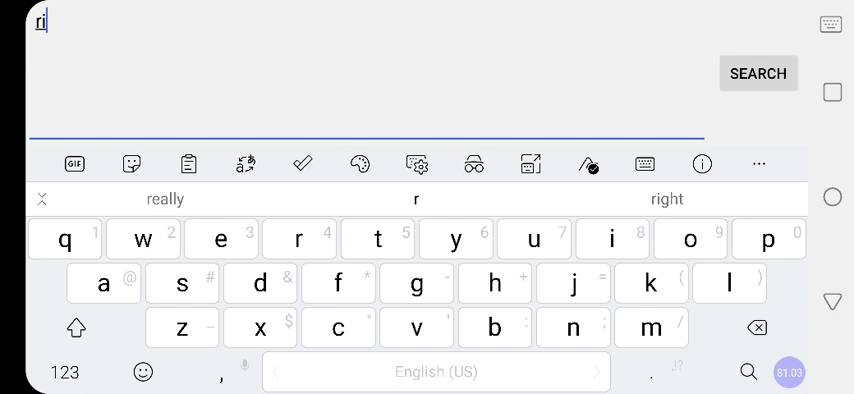 ri
SEARCH
GIF
really r right
q 1 w 2 e 3 r 4 t 5 y 6 u 7 i 8 o 9 p 0
a @ s # d & f * g - h + j = k ( l )
z _ x $ c " v ' b : n ; m /
123 , English (US) . ,!? 81:03